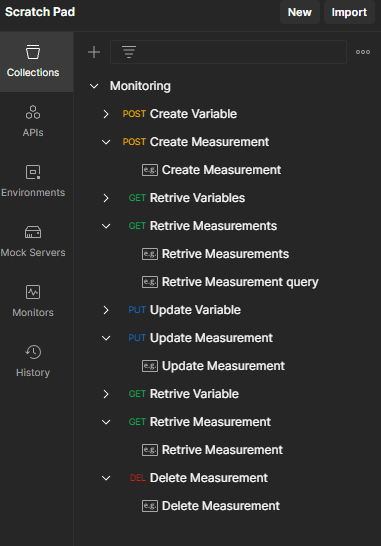 Scratch Pad
New
Import
Collections
APIs
Environments
Mock Servers
Monitors
History
Monitoring
POST Create Variable
POST Create Measurement
e.g. Create Measurement
GET Retrive Variables
GET Retrive Measurements
e.g. Retrive Measurements
e.g. Retrive Measurement query
PUT Update Variable
PUT Update Measurement
e.g. Update Measurement
GET Retrive Variable
GET Retrive Measurement
e.g. Retrive Measurement
DEL Delete Measurement
e.g. Delete Measurement